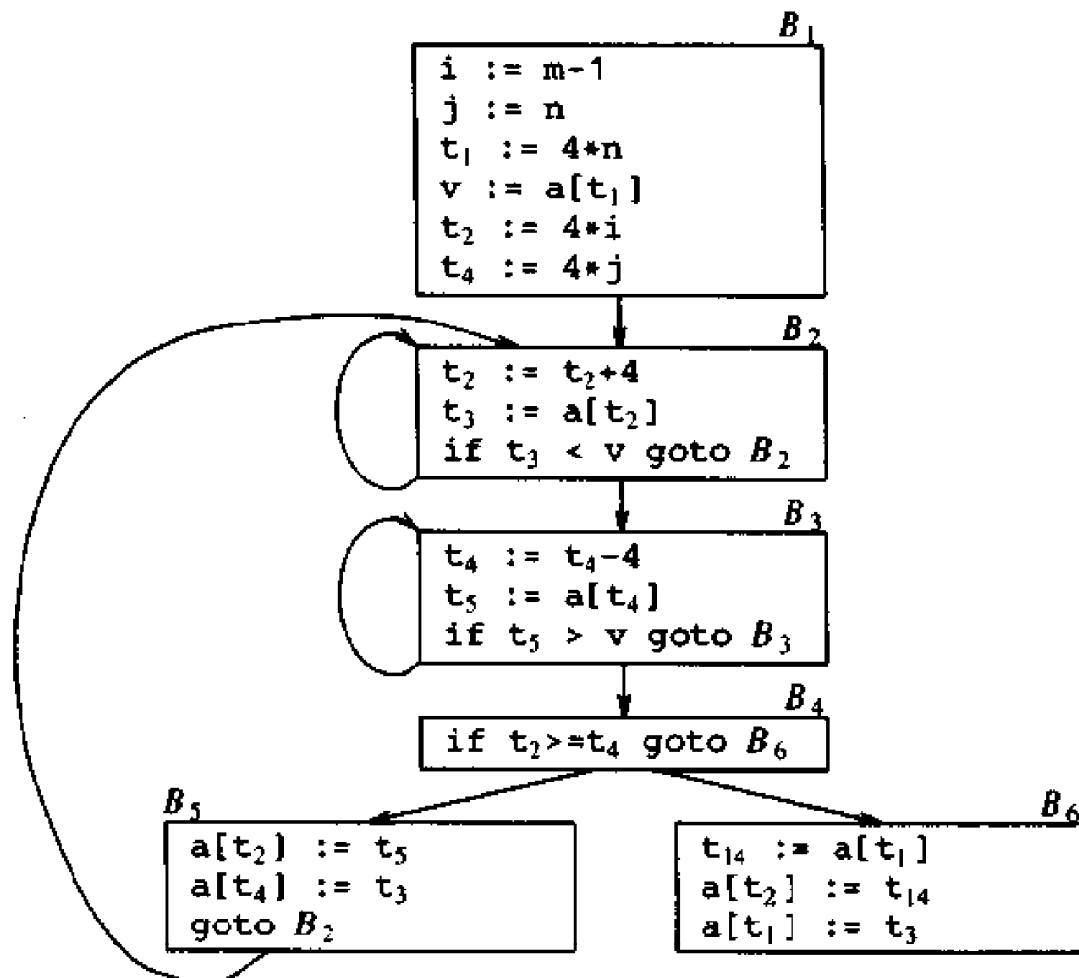 B₁
i := m-1
j := n
t₁ := 4*n
v := a[t₁]
t₂ := 4*i
t₄ := 4*j
B₂
t₂ := t₂+4
t₃ := a[t₂]
if t₃ < v goto B₂
B₃
t₄ := t₄-4
t₅ := a[t₄]
if t₅ > v goto B₃
B₄
if t₂>=t₄ goto B₆
B₅
a[t₂] := t₅
a[t₄] := t₃
goto B₂
B₆
t₁₄ := a[t₁]
a[t₂] := t₁₄
a[t₁] := t₃